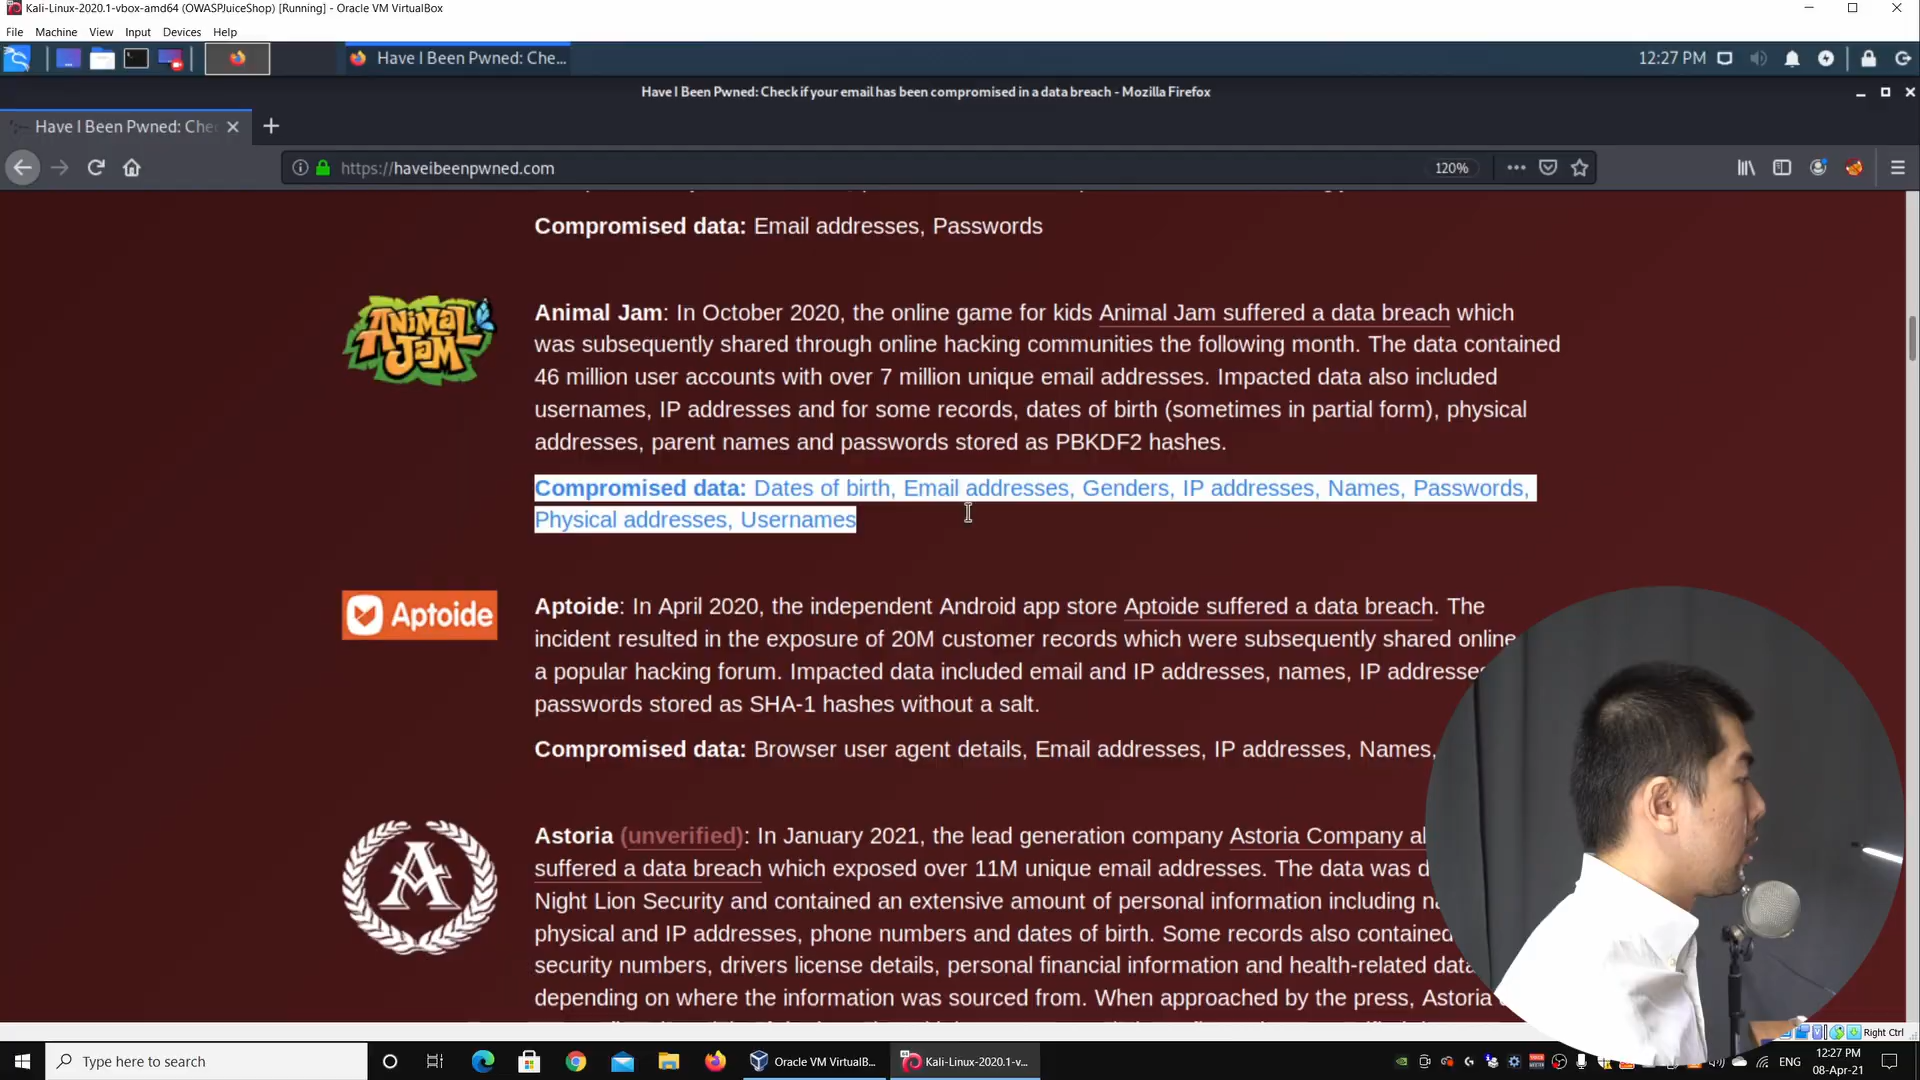 Kali-Linux-2020.1-vbox-amd64 (OWASPJuiceShop) [Running] - Oracle VM VirtualBox
File Machine View Input Devices Help
Have I Been Pwned: Che...
12:27 PM
Have I Been Pwned: Check if your email has been compromised in a data breach - Mozilla Firefox
Have I Been Pwned: Chec
https://haveibeenpwned.com
120%
Compromised data: Email addresses, Passwords
ANIMAL JAM
Animal Jam: In October 2020, the online game for kids Animal Jam suffered a data breach which
was subsequently shared through online hacking communities the following month. The data contained
46 million user accounts with over 7 million unique email addresses. Impacted data also included
usernames, IP addresses and for some records, dates of birth (sometimes in partial form), physical
addresses, parent names and passwords stored as PBKDF2 hashes.
Compromised data: Dates of birth, Email addresses, Genders, IP addresses, Names, Passwords,
Physical addresses, Usernames
Aptoide
Aptoide: In April 2020, the independent Android app store Aptoide suffered a data breach. The
incident resulted in the exposure of 20M customer records which were subsequently shared online
a popular hacking forum. Impacted data included email and IP addresses, names, IP addresses
passwords stored as SHA-1 hashes without a salt.
Compromised data: Browser user agent details, Email addresses, IP addresses, Names,
A
Astoria (unverified): In January 2021, the lead generation company Astoria Company al
suffered a data breach which exposed over 11M unique email addresses. The data was d
Night Lion Security and contained an extensive amount of personal information including
physical and IP addresses, phone numbers and dates of birth. Some records also contained
security numbers, drivers license details, personal financial information and health-related data
depending on where the information was sourced from. When approached by the press, Astoria
Right Ctrl
Type here to search
Oracle VM VirtualB...
Kali-Linux-2020.1-v...
ENG
12:27 PM
08-Apr-21